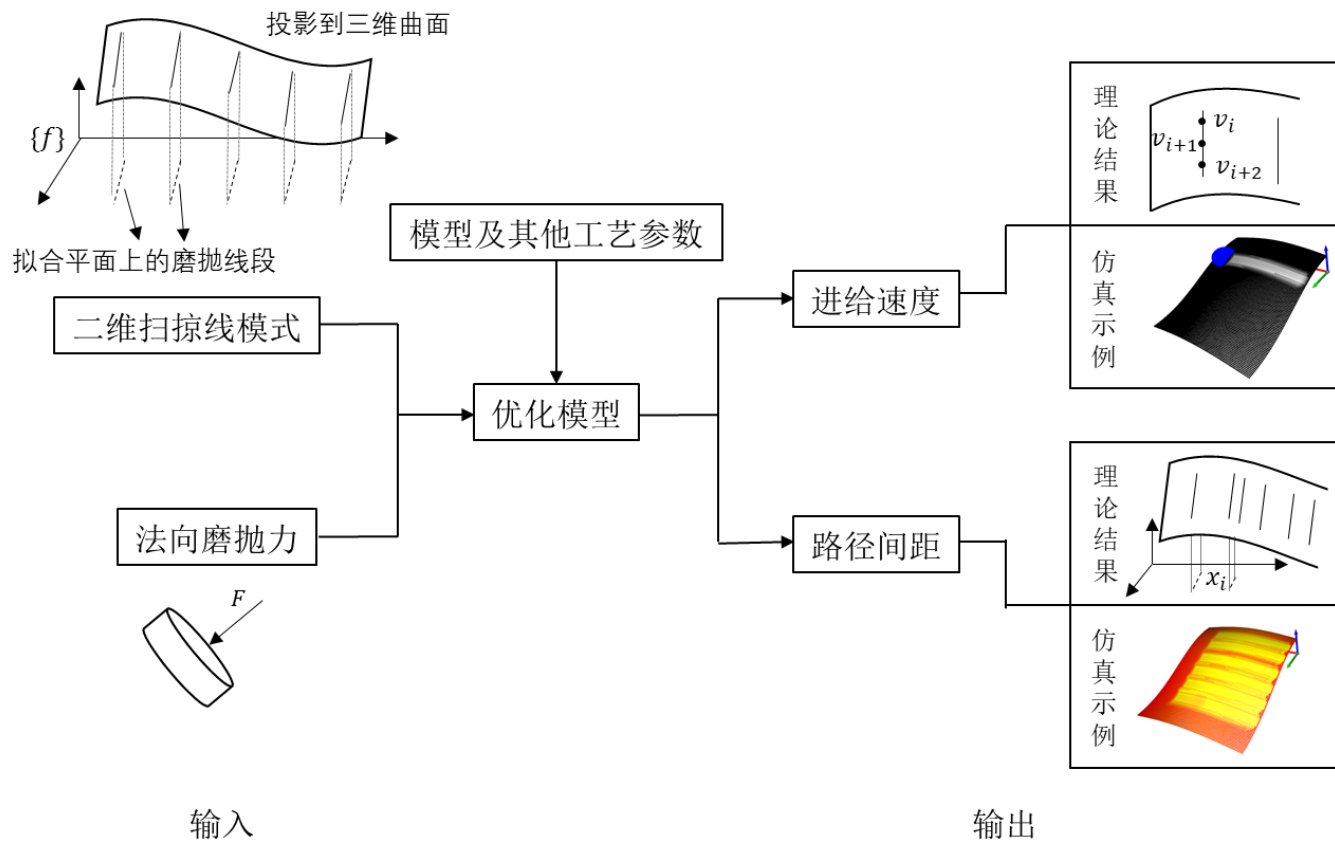 投影到三维曲面
{f}
拟合平面上的磨抛线段
二维扫掠线模式
法向磨抛力
F
模型及其他工艺参数
优化模型
进给速度
路径间距
理论结果
v_i
v_{i+1}
v_{i+2}
仿真示例
理论结果
x_i
仿真示例
输入
输出